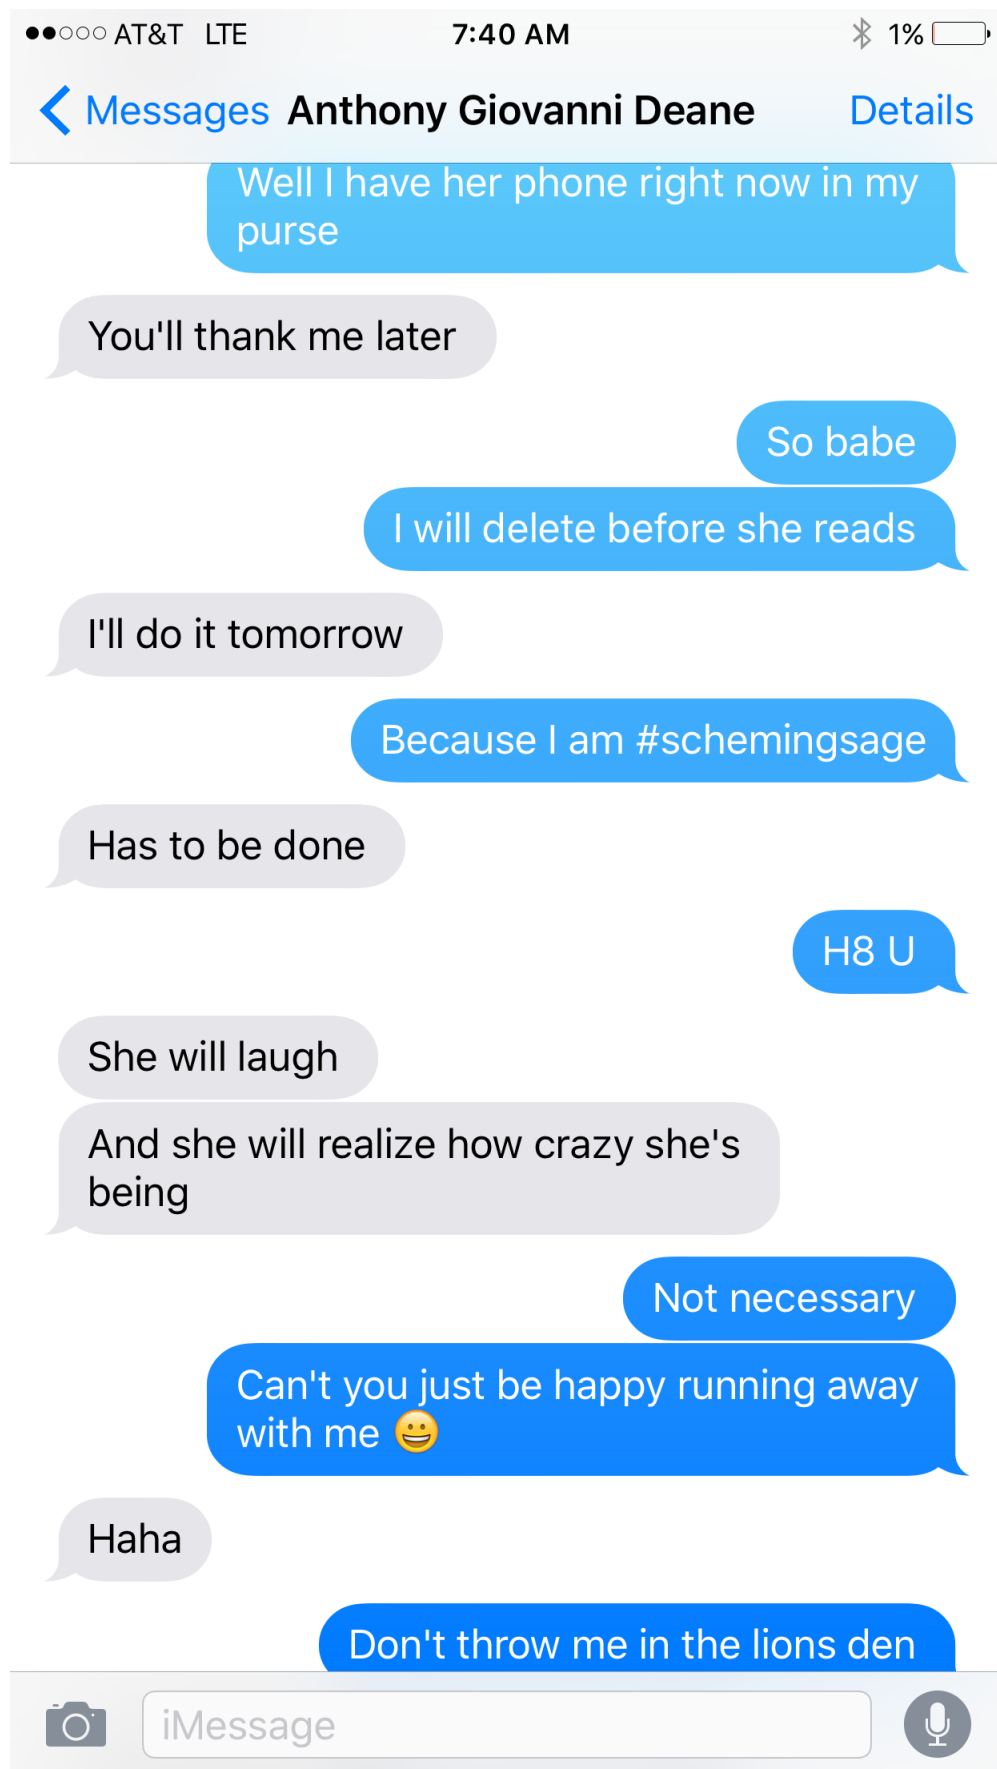 AT&T LTE 7:40 AM 1%
Messages Anthony Giovanni Deane Details
Well I have her phone right now in my
purse
You'll thank me later
So babe
I will delete before she reads
I'll do it tomorrow
Because I am #schemingsage
Has to be done
H8 U
She will laugh
And she will realize how crazy she's
being
Not necessary
Can't you just be happy running away
with me 😀
Haha
Don't throw me in the lions den
iMessage